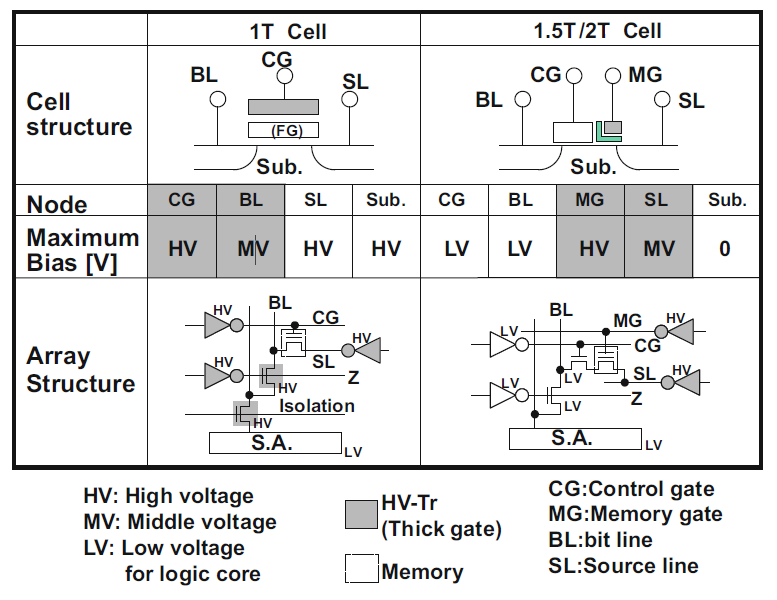 1T Cell
1.5T/2T Cell
Cell structure
BL
CG
SL
(FG)
Sub.
BL
CG
MG
SL
Sub.
Node
CG
BL
SL
Sub.
CG
BL
MG
SL
Sub.
Maximum Bias [V]
HV
MV
HV
HV
LV
LV
HV
MV
0
Array Structure
HV
BL
CG
HV
SL
HV
Z
HV
Isolation
HV
S.A.
LV
BL
MG
HV
LV
CG
LV
SL
HV
LV
Z
LV
S.A.
LV
HV: High voltage
MV: Middle voltage
LV: Low voltage
for logic core
HV-Tr
(Thick gate)
Memory
CG:Control gate
MG:Memory gate
BL:bit line
SL:Source line